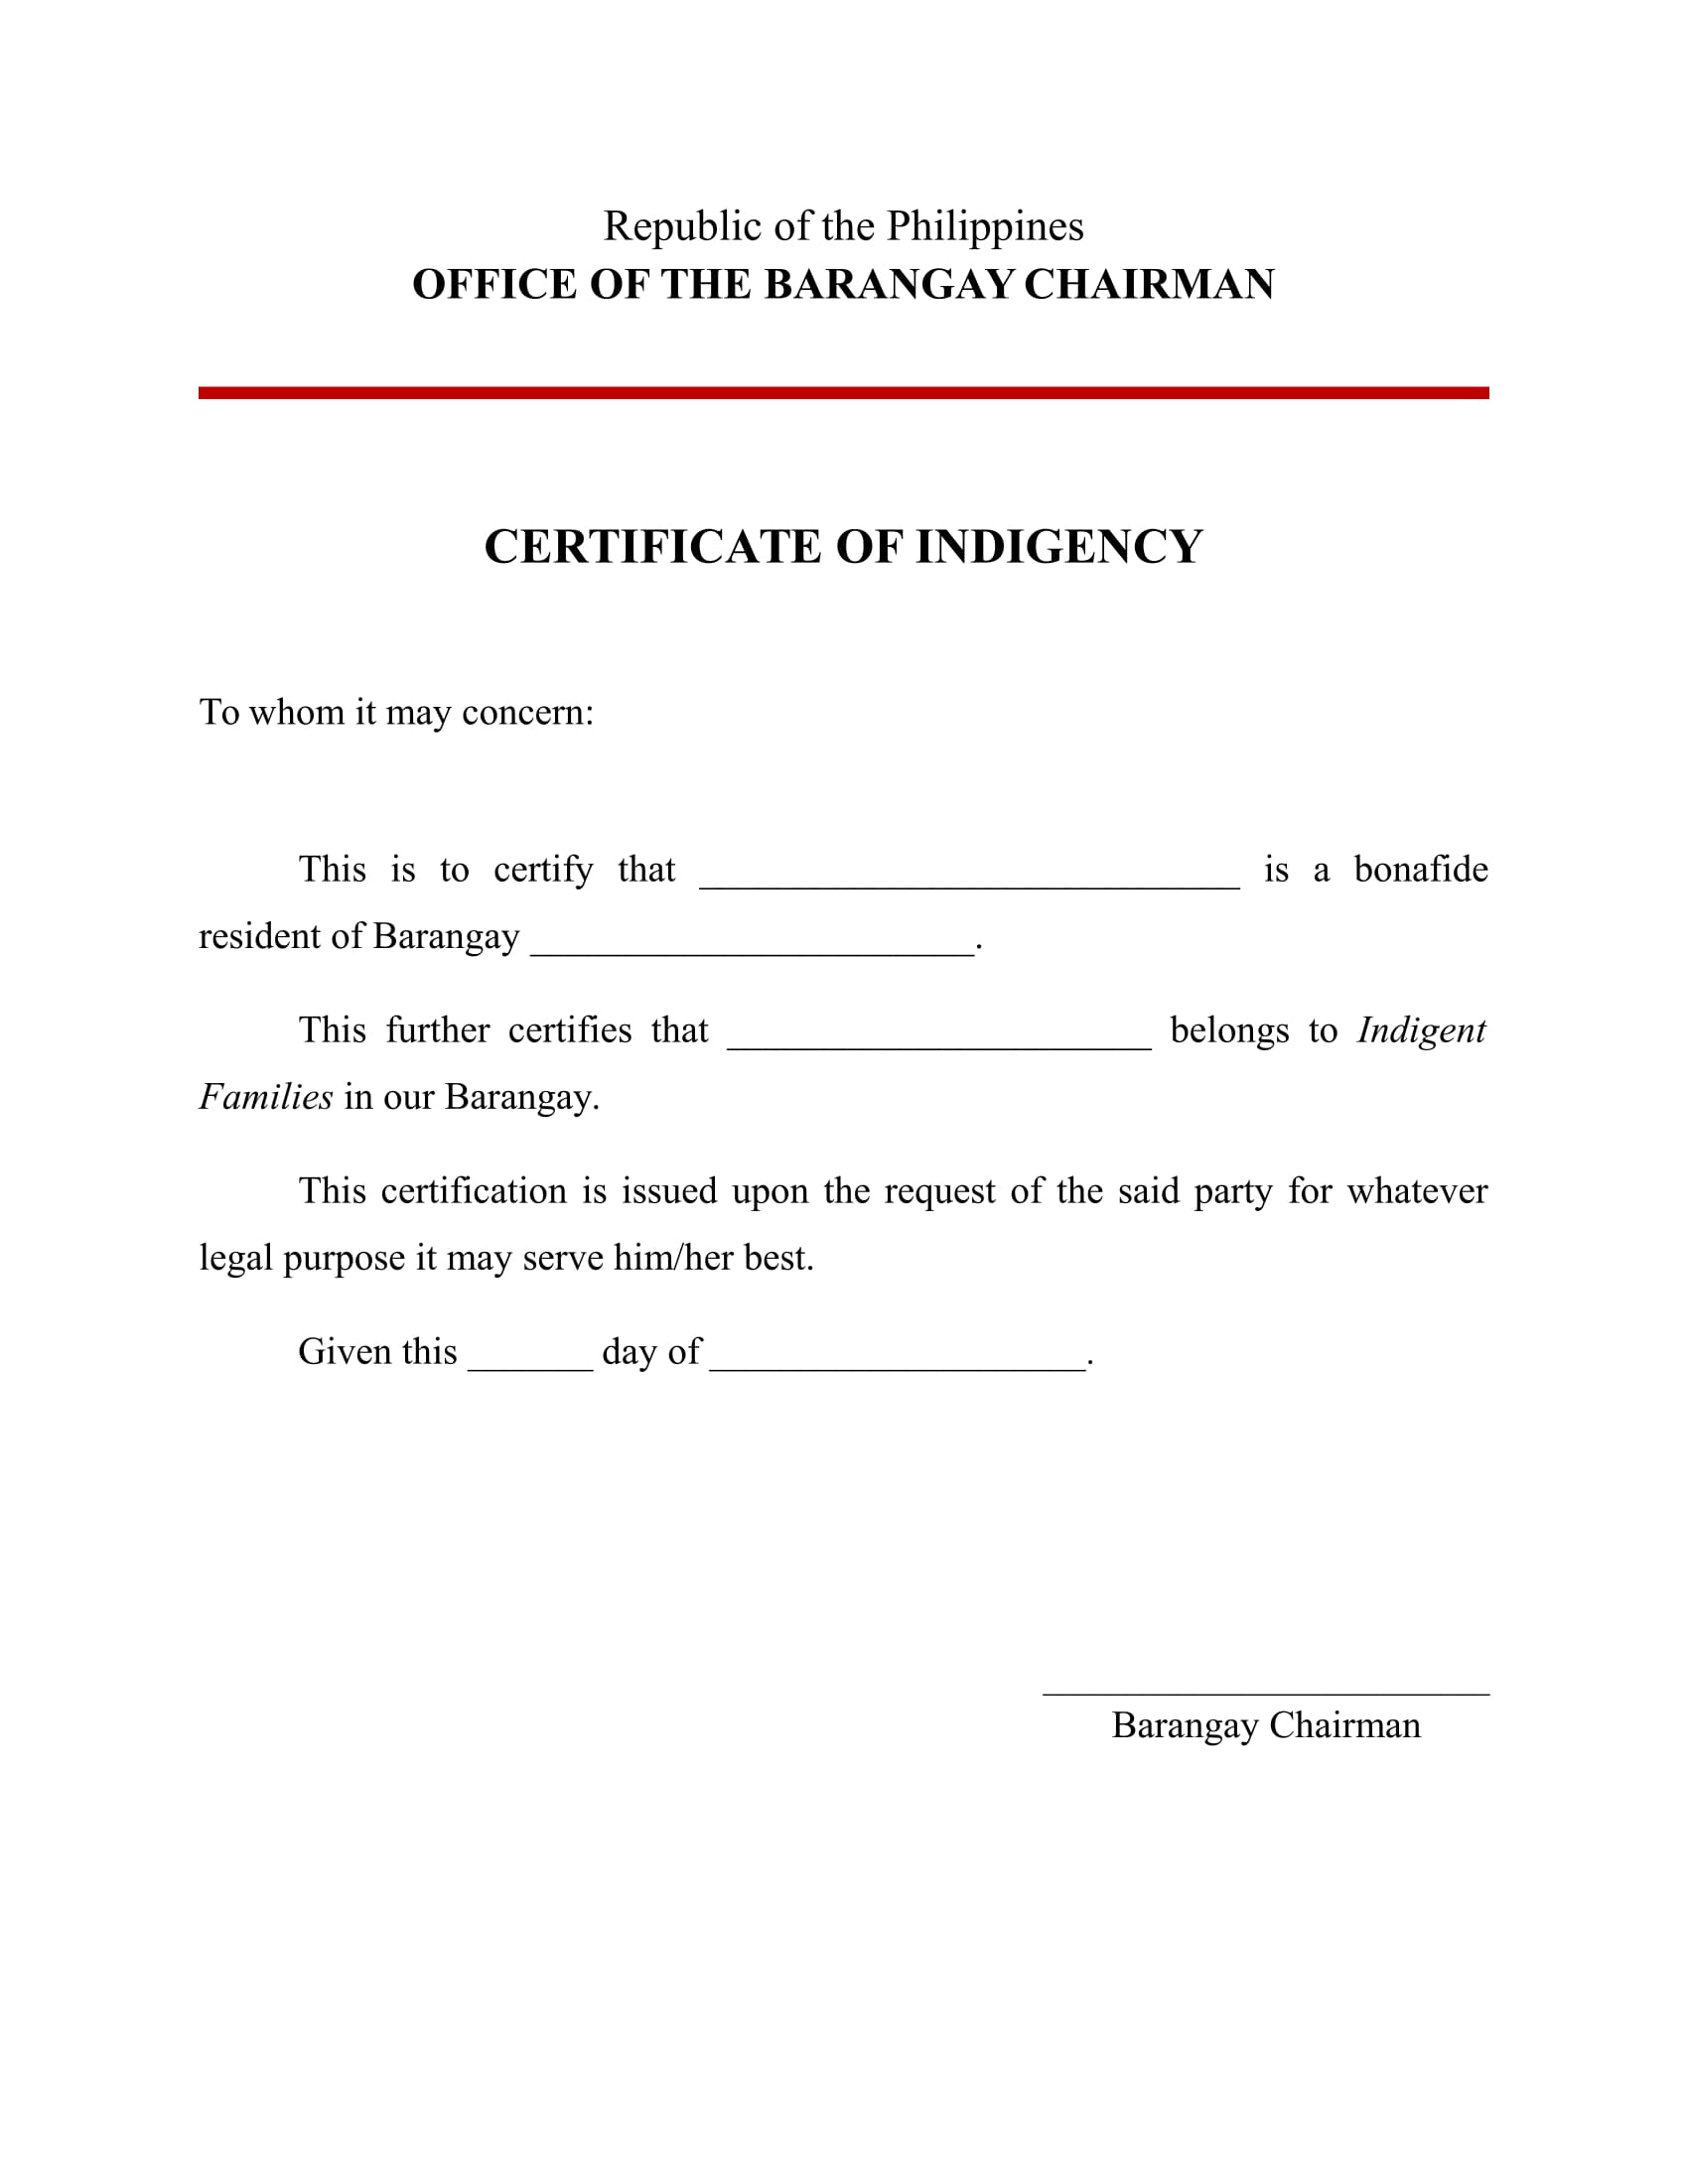 Republic of the Philippines
OFFICE OF THE BARANGAY CHAIRMAN
CERTIFICATE OF INDIGENCY
To whom it may concern:
This is to certify that ____________________________ is a bonafide
resident of Barangay _______________________.
This further certifies that ______________________ belongs to Indigent
Families in our Barangay.
This certification is issued upon the request of the said party for whatever
legal purpose it may serve him/her best.
Given this ______ day of ___________________.
_______________________
Barangay Chairman